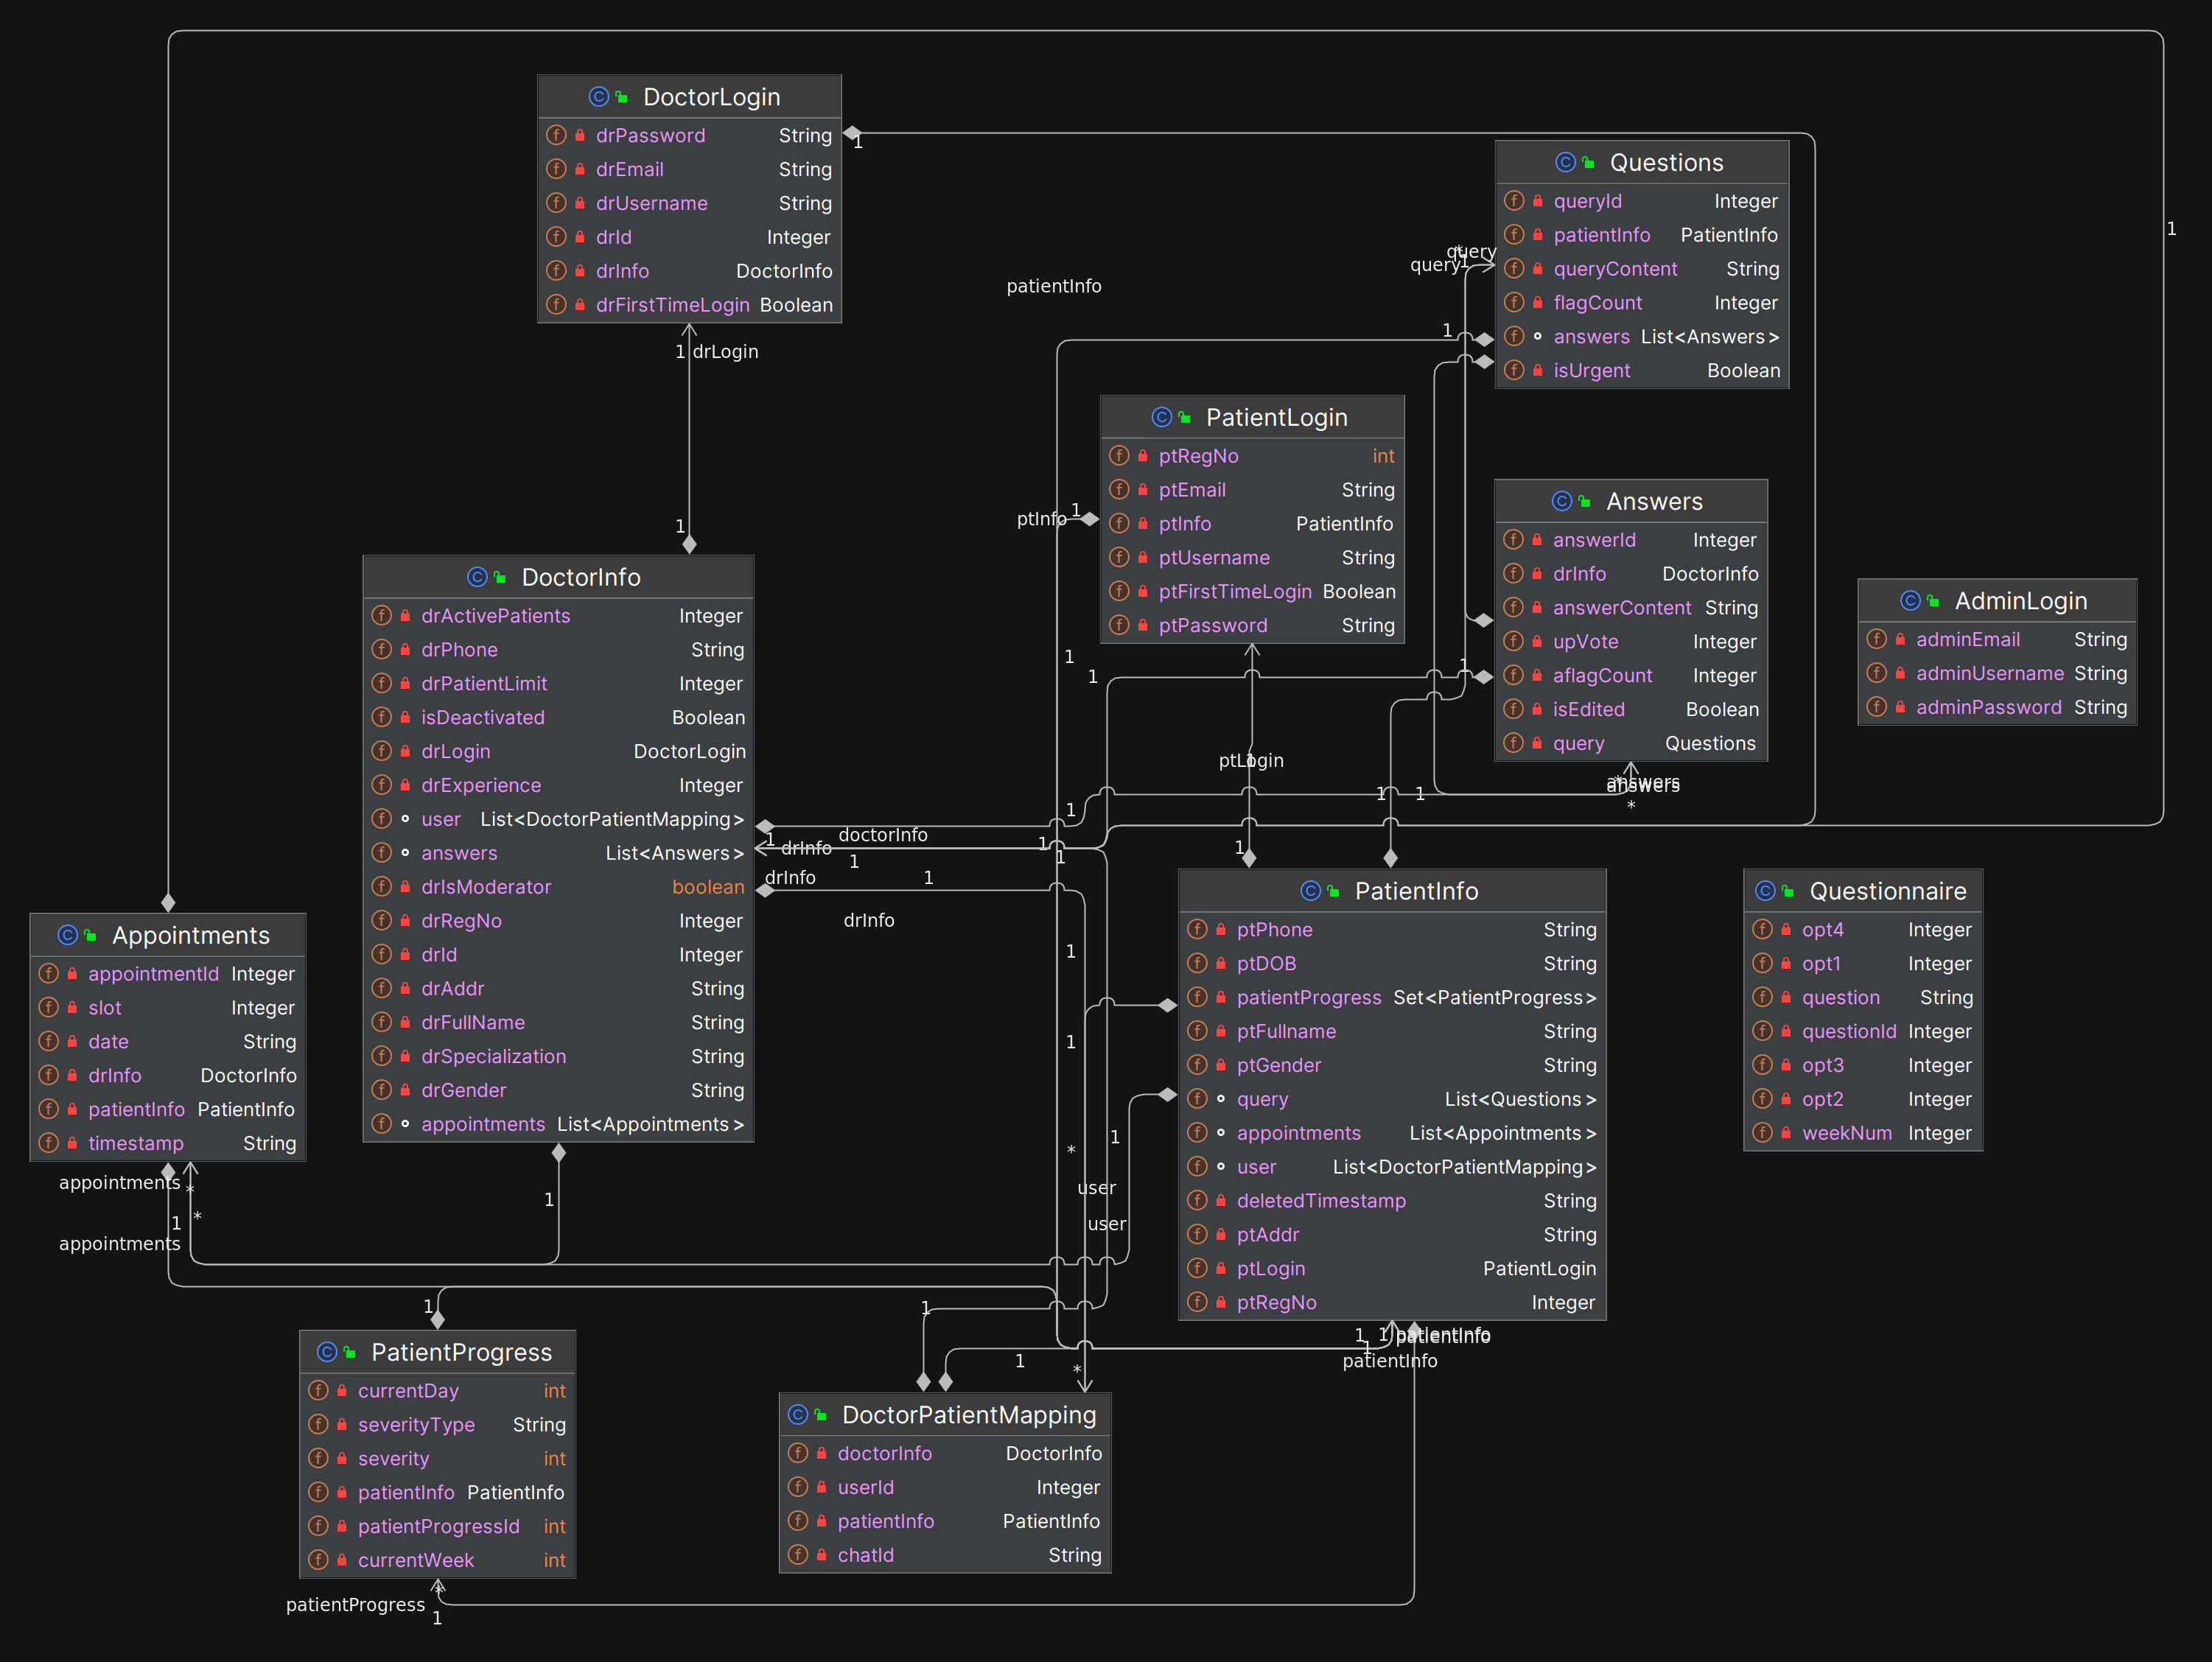 DoctorLogin
drPassword String
drEmail String
drUsername String
drId Integer
drInfo DoctorInfo
drFirstTimeLogin Boolean
1
1
Questions
queryId Integer
patientInfo PatientInfo
queryContent String
flagCount Integer
answers List<Answers>
isUrgent Boolean
query
*
query 1
patientInfo
1
1 drLogin
PatientLogin
ptRegNo int
ptEmail String
ptInfo PatientInfo
ptUsername String
ptFirstTimeLogin Boolean
ptPassword String
ptInfo 1
1
Answers
answerId Integer
drInfo DoctorInfo
answerContent String
upVote Integer
aflagCount Integer
isEdited Boolean
query Questions
AdminLogin
adminEmail String
adminUsername String
adminPassword String
DoctorInfo
drActivePatients Integer
drPhone String
drPatientLimit Integer
isDeactivated Boolean
drLogin DoctorLogin
drExperience Integer
user List<DoctorPatientMapping>
answers List<Answers>
drIsModerator boolean
drRegNo Integer
drId Integer
drAddr String
drFullName String
drSpecialization String
drGender String
appointments List<Appointments>
1
1
1
ptLogin
1
1
1
1
answers
*
answers
*
1 doctorInfo
drInfo
1
1
1
drInfo 1
drInfo
1
PatientInfo
ptPhone String
ptDOB String
patientProgress Set<PatientProgress>
ptFullname String
ptGender String
query List<Questions>
appointments List<Appointments>
user List<DoctorPatientMapping>
deletedTimestamp String
ptAddr String
ptLogin PatientLogin
ptRegNo Integer
Questionnaire
opt4 Integer
opt1 Integer
question String
questionId Integer
opt3 Integer
opt2 Integer
weekNum Integer
Appointments
appointmentId Integer
slot Integer
date String
drInfo DoctorInfo
patientInfo PatientInfo
timestamp String
1
1
1
*
user
user
appointments *
1 *
appointments
1
1
1
1
*
1 1 patientInfo
patientInfo
1
patientInfo
PatientProgress
currentDay int
severityType String
severity int
patientInfo PatientInfo
patientProgressId int
currentWeek int
DoctorPatientMapping
doctorInfo DoctorInfo
userId Integer
patientInfo PatientInfo
chatId String
*
patientProgress
1